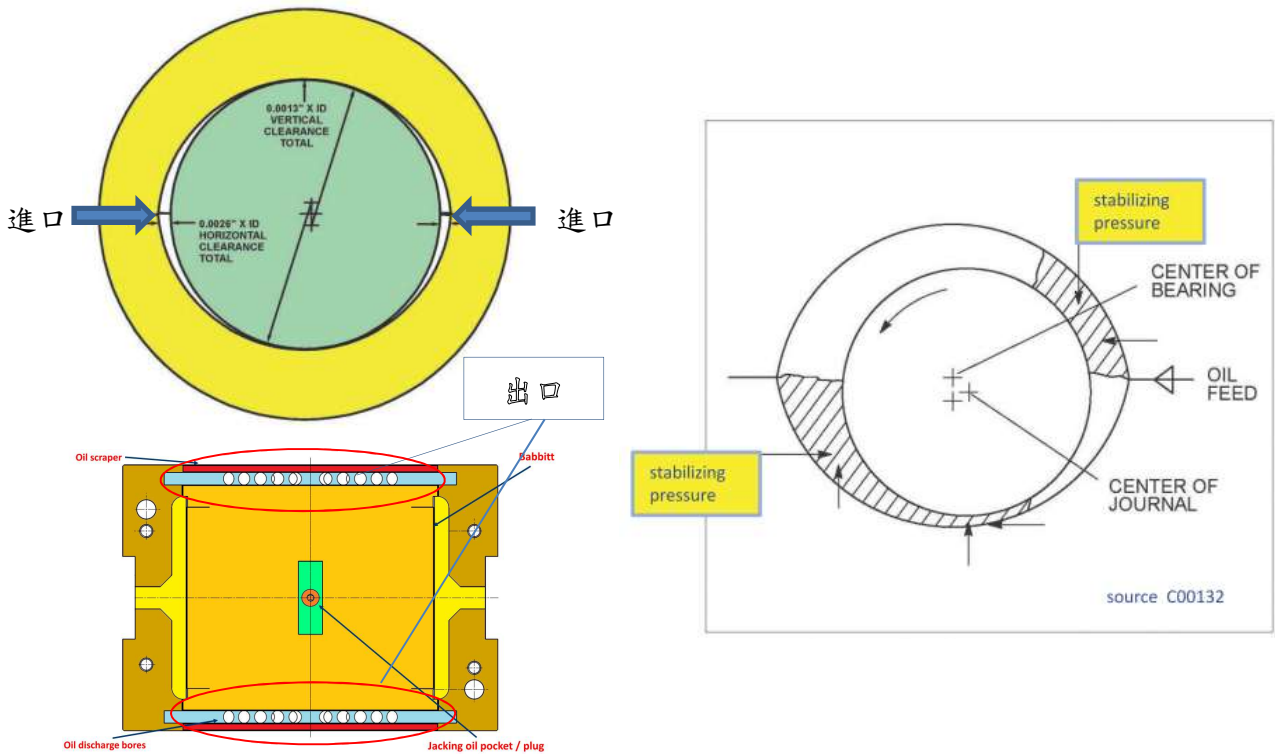 0.0013" X ID
VERTICAL
CLEARANCE
TOTAL
進口
進口
0.0026" X ID
HORIZONTAL
CLEARANCE
TOTAL
出口
Oil scraper
Babbitt
Oil discharge bores
Jacking oil pocket / plug
stabilizing
pressure
CENTER OF
BEARING
OIL
FEED
stabilizing
pressure
CENTER OF
JOURNAL
source C00132